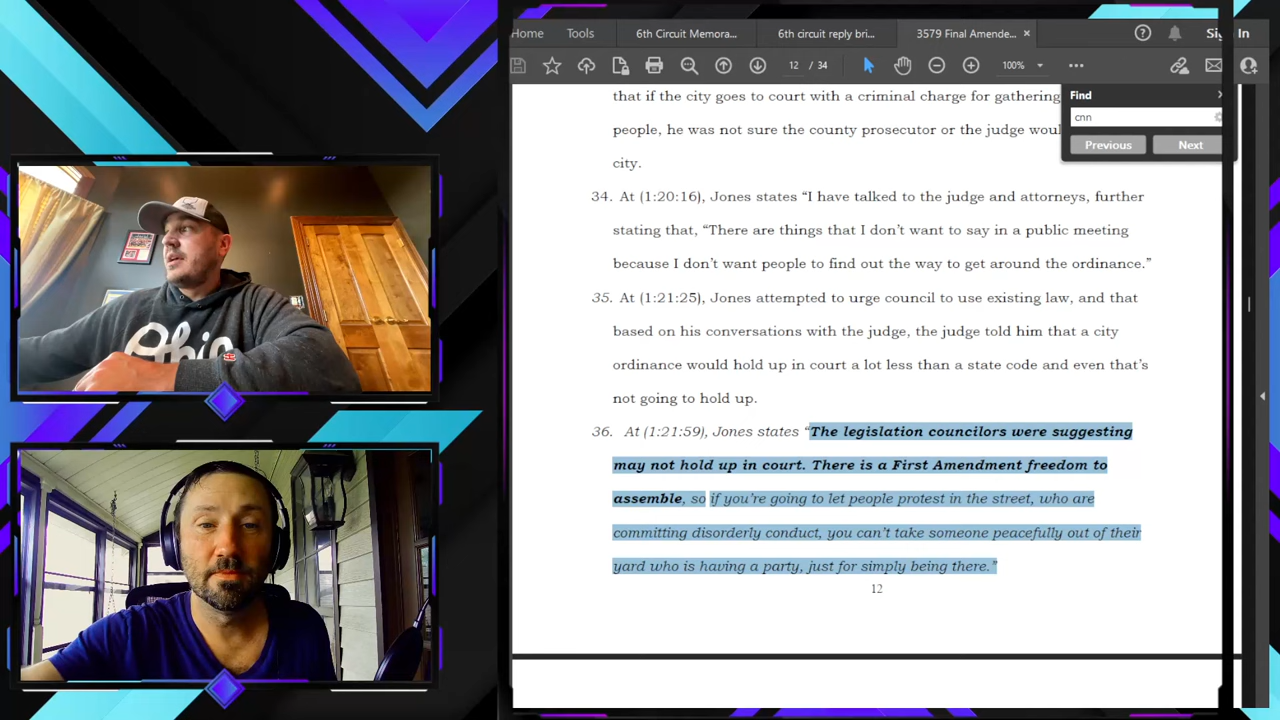 Home Tools 6th Circuit Memora... 6th circuit reply bri... 3579 Final Amende... × Sign In
12 / 34 100%
Find
cnn
Previous Next
that if the city goes to court with a criminal charge for gathering
people, he was not sure the county prosecutor or the judge
city.
34. At (1:20:16), Jones states “I have talked to the judge and attorneys, further
stating that, “There are things that I don’t want to say in a public meeting
because I don’t want people to find out the way to get around the ordinance.”
35. At (1:21:25), Jones attempted to urge council to use existing law, and that
based on his conversations with the judge, the judge told him that a city
ordinance would hold up in court a lot less than a state code and even that’s
not going to hold up.
36. At (1:21:59), Jones states “The legislation councilors were suggesting
may not hold up in court. There is a First Amendment freedom to
assemble, so if you’re going to let people protest in the street, who are
committing disorderly conduct, you can’t take someone peacefully out of their
yard who is having a party, just for simply being there.”
12
Ohio